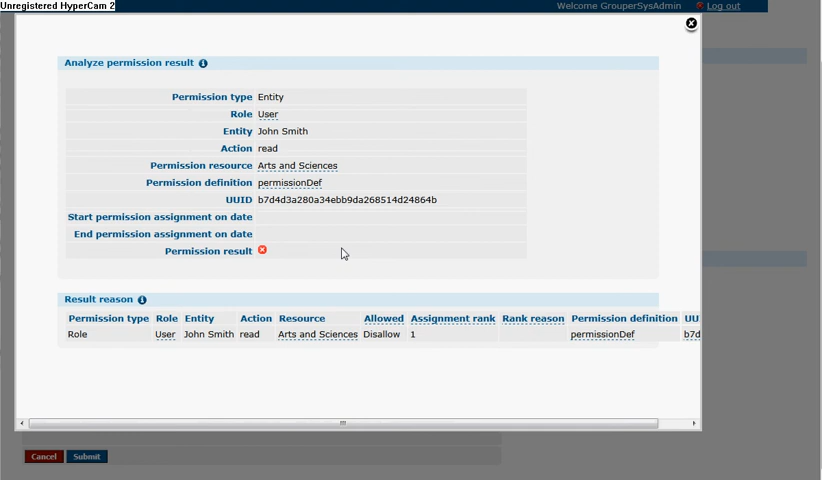 Unregistered HyperCam 2
Welcome GrouperSysAdmin Log out
Analyze permission result
Permission type Entity
Role User
Entity John Smith
Action read
Permission resource Arts and Sciences
Permission definition permissionDef
UUID b7d4d3a280a34ebb9da268514d24864b
Start permission assignment on date
End permission assignment on date
Permission result
Result reason
Permission type Role Entity Action Resource Allowed Assignment rank Rank reason Permission definition UU
Role User John Smith read Arts and Sciences Disallow 1 permissionDef b7d
Cancel Submit